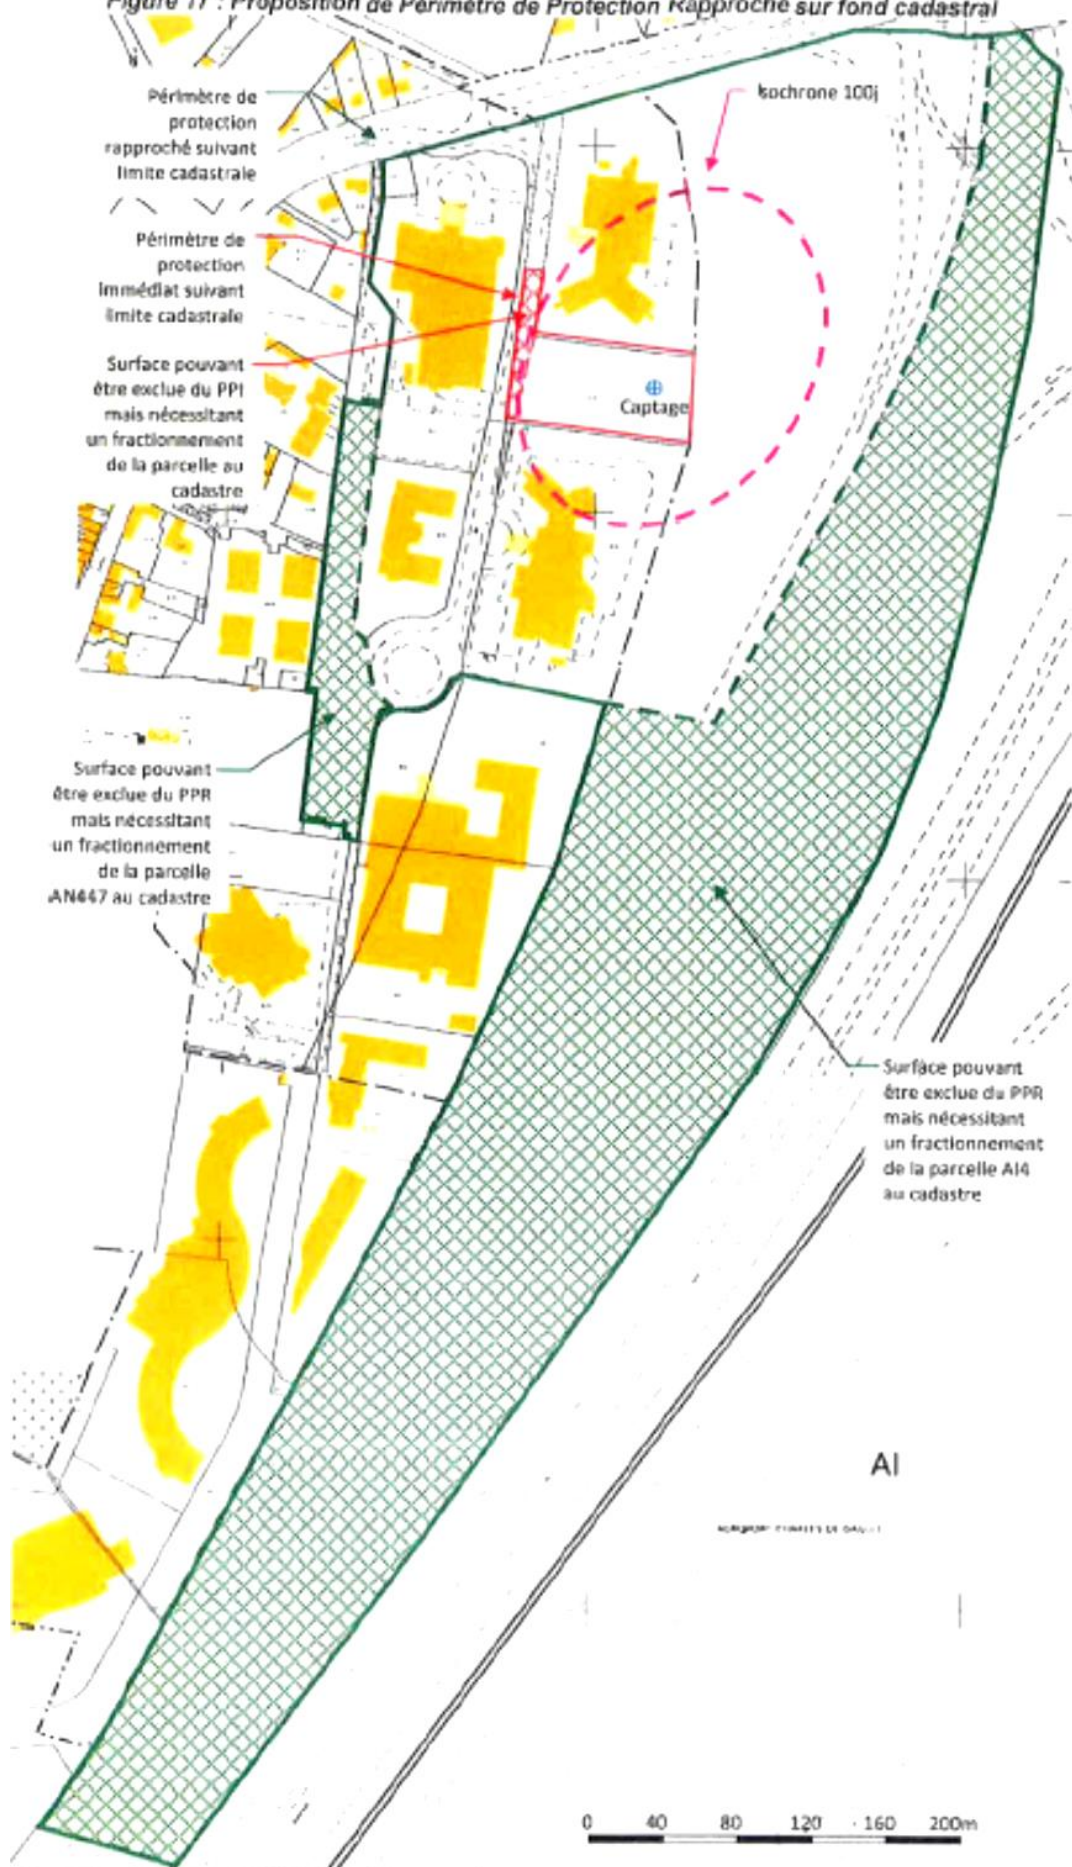 Figure 17 : Proposition de Périmètre de Protection Rapproché sur fond cadastral
Périmètre de
protection
rapproché suivant
limite cadastrale
Isochrone 100j
Périmètre de
protection
immédiat suivant
limite cadastrale
Surface pouvant
être exclue du PPI
mais nécessitant
un fractionnement
de la parcelle au
cadastre
Captage
Surface pouvant
être exclue du PPR
mais nécessitant
un fractionnement
de la parcelle
AN447 au cadastre
Surface pouvant
être exclue du PPR
mais nécessitant
un fractionnement
de la parcelle AI4
au cadastre
AI
0 40 80 120 160 200m